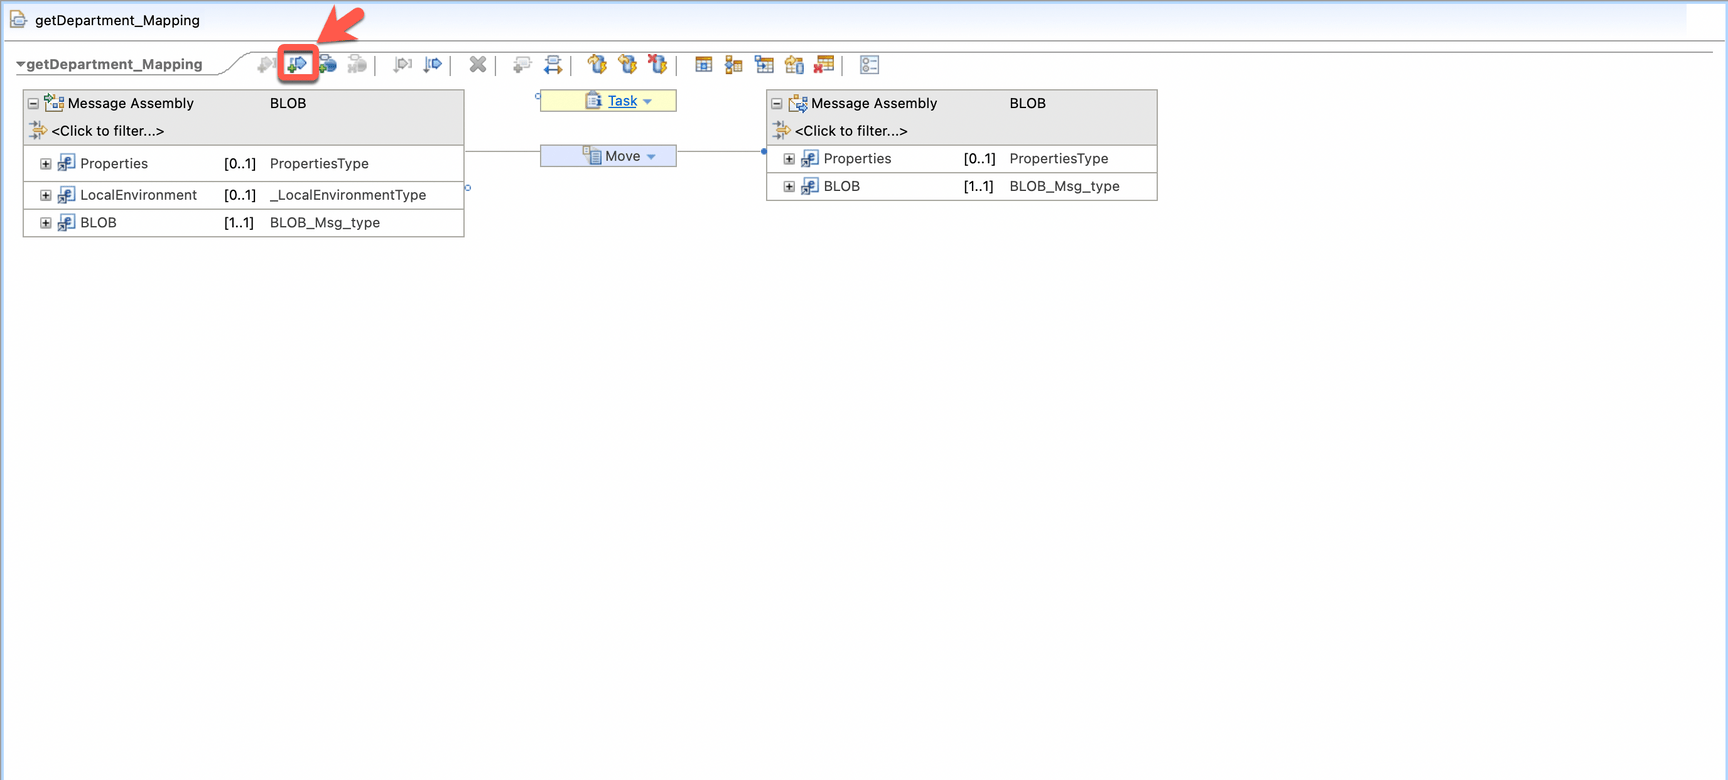 getDepartment_Mapping
getDepartment_Mapping
Message Assembly BLOB
<Click to filter...>
Properties [0..1] PropertiesType
LocalEnvironment [0..1] _LocalEnvironmentType
BLOB [1..1] BLOB_Msg_type
Task
Move
Message Assembly BLOB
<Click to filter...>
Properties [0..1] PropertiesType
BLOB [1..1] BLOB_Msg_type